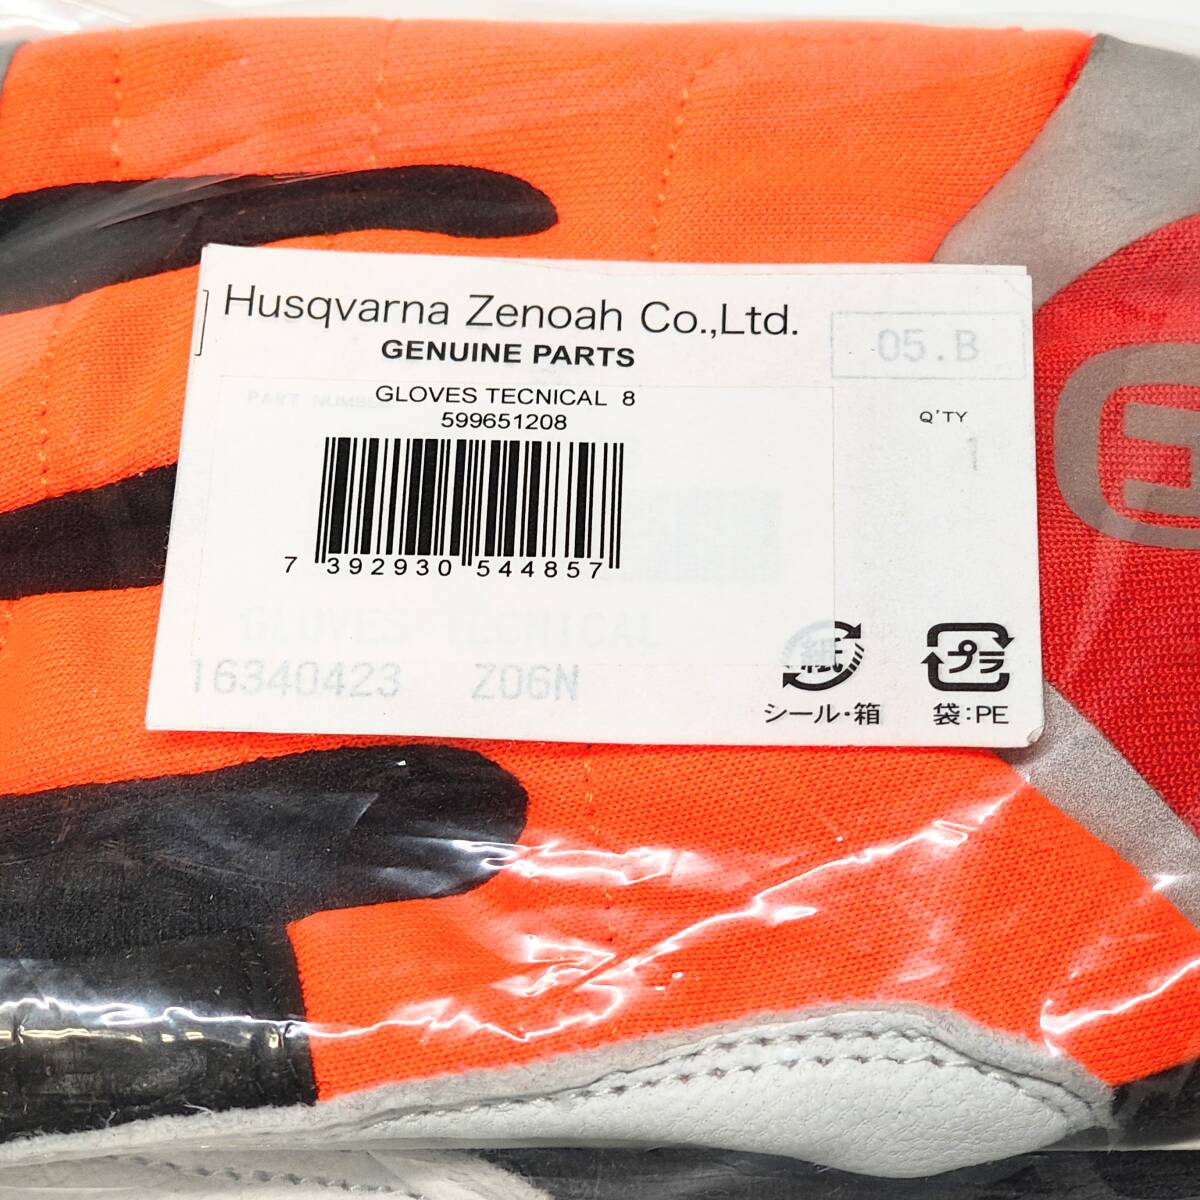 Husqvarna Zenoah Co.,Ltd.
GENUINE PARTS
05.B
PART NUMBER
GLOVES TECNICAL 8
599651208
Q'TY
1
7 392930 544857
GLOVES TECNICAL
16340423 Z06N
紙
プラ
シール・箱
袋:PE